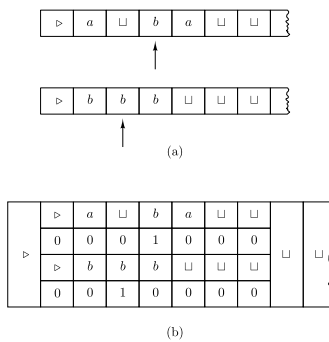 ▷ a ⊔ b a ⊔ ⊔
▷ b b b ⊔ ⊔ ⊔
(a)
▷ a ⊔ b a ⊔ ⊔
0 0 0 1 0 0 0
▷ ⊔ ⊔
▷ b b b ⊔ ⊔ ⊔
0 0 1 0 0 0 0
(b)